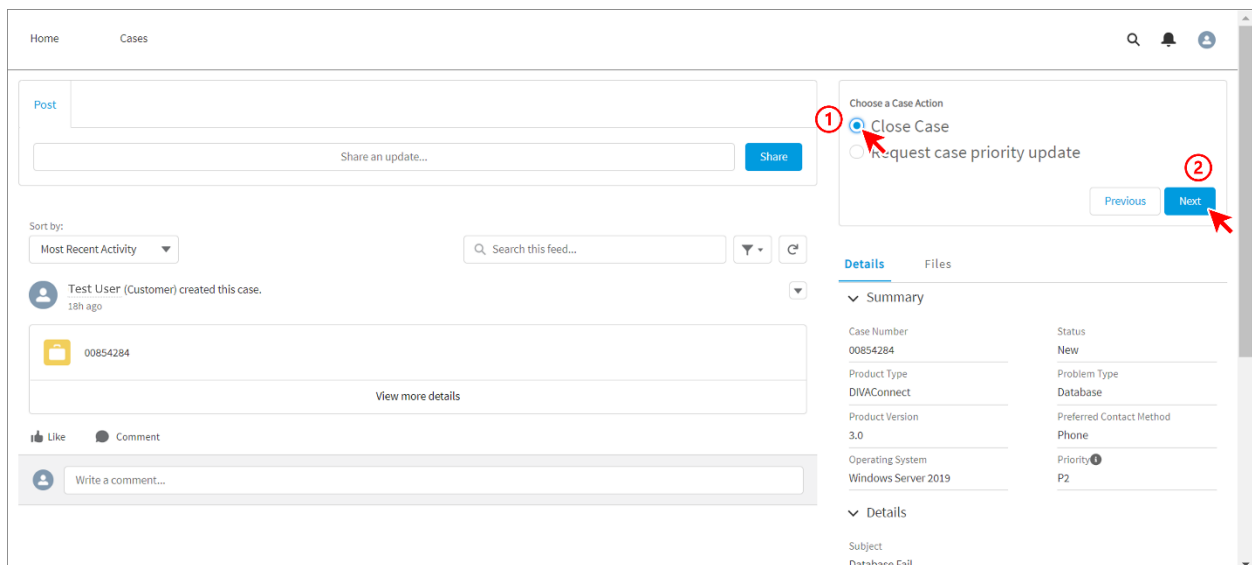 Home Cases
Post
Share an update... Share
Sort by:
Most Recent Activity Search this feed...
Test User (Customer) created this case.
18h ago
00854284
View more details
Like Comment
Write a comment...
Choose a Case Action
1 Close Case
Request case priority update
2
Previous Next
Details Files
Summary
Case Number Status
00854284 New
Product Type Problem Type
DIVAConnect Database
Product Version Preferred Contact Method
3.0 Phone
Operating System Priority
Windows Server 2019 P2
Details
Subject
Database Fail